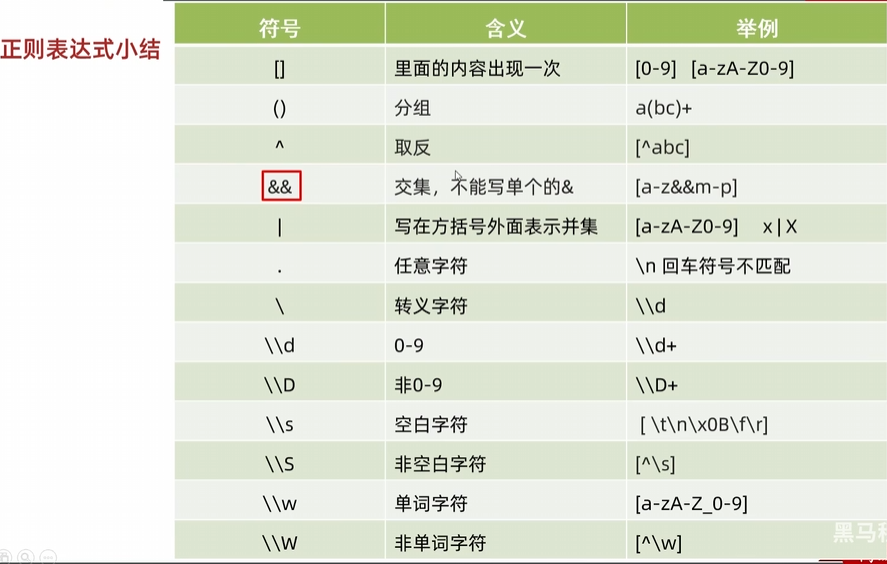 正则表达式小结
符号 含义 举例
[] 里面的内容出现一次 [0-9] [a-zA-Z0-9]
() 分组 a(bc)+
^ 取反 [^abc]
&& 交集，不能写单个的& [a-z&&m-p]
| 写在方括号外面表示并集 [a-zA-Z0-9] x|X
. 任意字符 \n 回车符号不匹配
\ 转义字符 \\d
\\d 0-9 \\d+
\\D 非0-9 \\D+
\\s 空白字符 [ \t\n\x0B\f\r]
\\S 非空白字符 [^\s]
\\w 单词字符 [a-zA-Z_0-9]
\\W 非单词字符 [^\w]
黑马